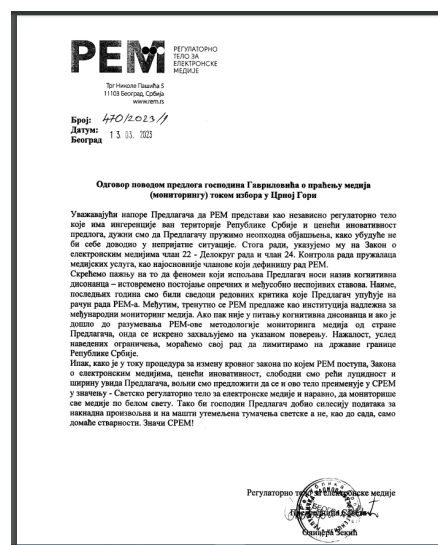 РЕМ
РЕГУЛАТОРНО
ТЕЛО ЗА
ЕЛЕКТРОНСКЕ
МЕДИЈЕ
Трг Николе Пашића 5
11103 Београд, Србија
www.rem.rs
Број: 470/2023/1
Датум: 13. 03. 2023
Београд
Одговор поводом предлога господина Гавриловића о праћењу медија
(мониторингу) током избора у Црној Гори
Уважавајући напоре Предлагача да РЕМ представи као независно регулаторно тело
које има ингеренције ван територије Републике Србије и ценећи иновативност
предлога, дужни смо да Предлагачу пружимо неопходна објашњења, како убудуће не
би себе доводио у непријатне ситуације. Стога ради, указујемо му на Закон о
електронским медијима члан 22 - Делокруг рада и члан 24. Контрола рада пружалаца
медијских услуга, као најосновније чланове који дефинишу рад РЕМ.
Скрећемо пажњу на то да феномен који испољава Предлагач носи назив когнитивна
дисонанца – истовремено постојање опречних и међусобно неспојивих ставова. Наиме,
последњих година смо били сведоци редовних критика које Предлагач упућује на
рачун рада РЕМ-а. Међутим, тренутно се РЕМ предлаже као институција надлежна за
међународни мониторинг медија. Ако пак није у питању когнитивна дисонанца и ако је
дошло до разумевања РЕМ-ове методологије мониторинга медија од стране
Предлагача, онда се искрено захваљујемо на указаном поверењу. Нажалост, услед
наведених ограничења, мораћемо свој рад да лимитирамо на државне границе
Републике Србије.
Ипак, како је у току процедура за измену кровног закона по којем РЕМ поступа, Закона
о електронским медијима, ценећи иновативност, слободни смо рећи луцидност и
ширину увида Предлагача, вољни смо предложити да се и ово тело преименује у СРЕМ
у значењу - Светско регулаторно тело за електронске медије и наравно, да мониторише
све медије по белом свету. Тако би господин Предлагач добио силесију података за
накнадна произвољна и на машти утемељена тумачења светске а не, као до сада, само
домаће стварности. Значи СРЕМ!
Регулаторно тело за електронске медије
Оливера Зекић